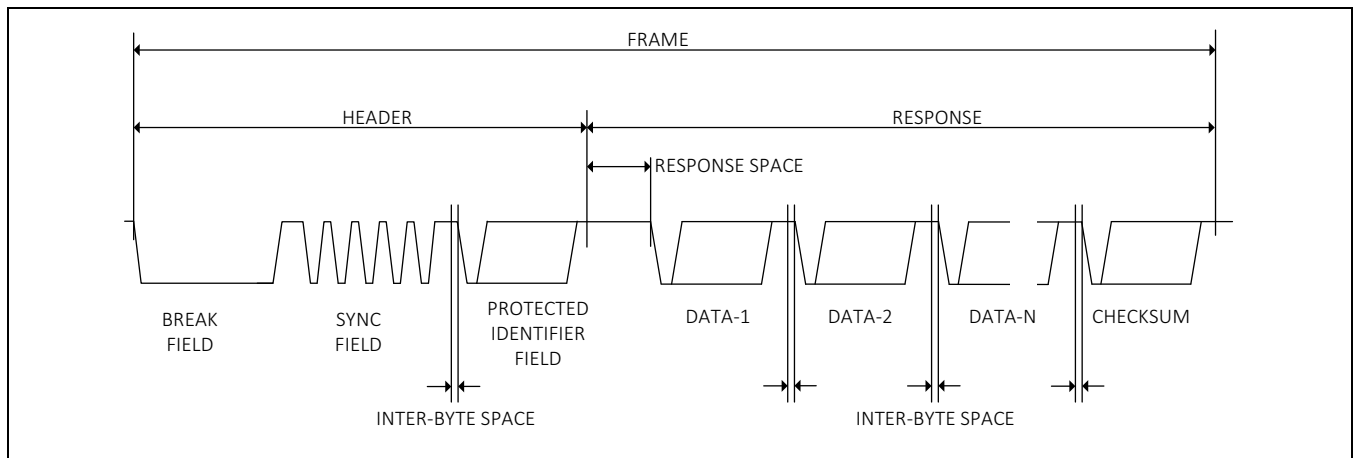 FRAME
HEADER
RESPONSE
RESPONSE SPACE
BREAK
FIELD
SYNC
FIELD
PROTECTED
IDENTIFIER
FIELD
DATA-1
DATA-2
DATA-N
CHECKSUM
INTER-BYTE SPACE
INTER-BYTE SPACE